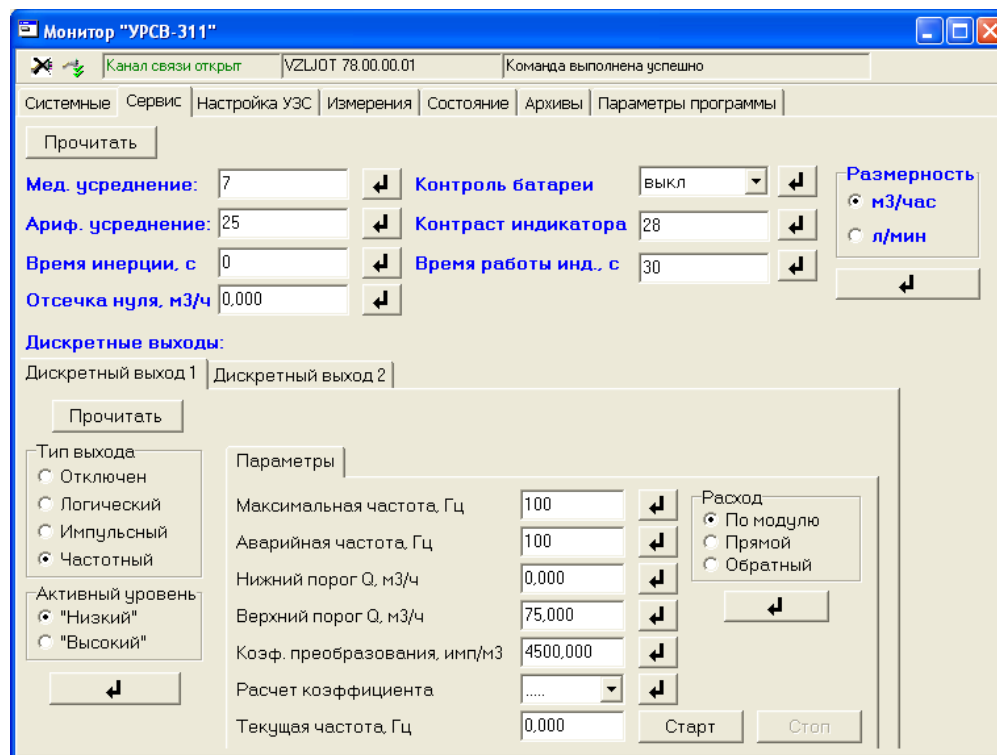 Монитор "УРСВ-311"
Канал связи открыт VZLJOT 78.00.00.01 Команда выполнена успешно
Системные Сервис Настройка УЗС Измерения Состояние Архивы Параметры программы
Прочитать
Мед. усреднение: 7 Контроль батареи выкл Размерность
Ариф. усреднение: 25 Контраст индикатора 28 м3/час
Время инерции, с 0 Время работы инд., с 30 л/мин
Отсечка нуля, м3/ч 0,000
Дискретные выходы:
Дискретный выход 1 Дискретный выход 2
Прочитать
Тип выхода
Отключен
Логический
Импульсный
Частотный
Активный уровень
"Низкий"
"Высокий"
Параметры
Максимальная частота, Гц 100
Аварийная частота, Гц 100
Нижний порог Q, м3/ч 0,000
Верхний порог Q, м3/ч 75,000
Коэф. преобразования, имп/м3 4500,000
Расчет коэффициента .....
Текущая частота, Гц 0,000 Старт Стоп
Расход
По модулю
Прямой
Обратный